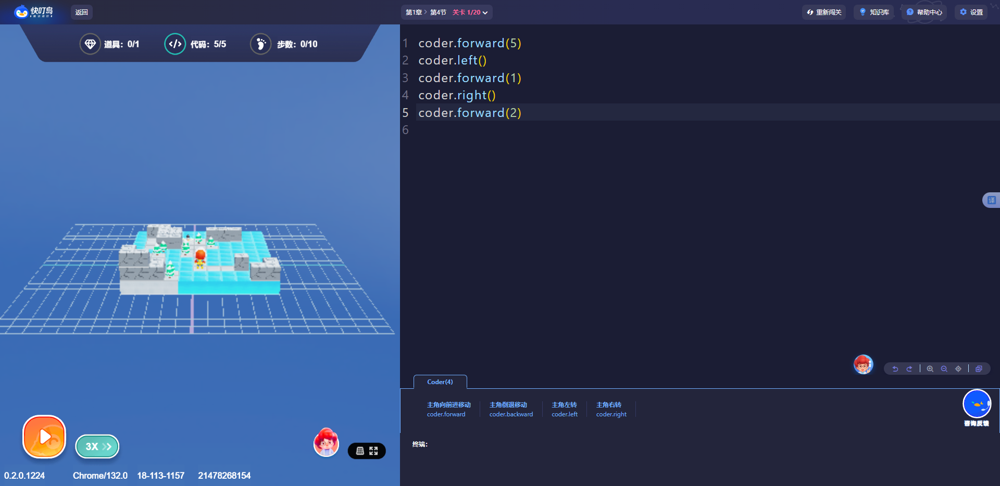 快叮岛
返回
第1章 > 第4节 关卡 1/20
重新闯关
知识库
帮助中心
设置
道具：0/1
代码：5/5
步数：0/10
1 coder.forward(5)
2 coder.left()
3 coder.forward(1)
4 coder.right()
5 coder.forward(2)
6
译
Coder(4)
主角向前进移动
coder.forward
主角倒退移动
coder.backward
主角左转
coder.left
主角右转
coder.right
咨询反馈
终端：
3X
0.2.0.1224 Chrome/132.0 18-113-1157 21478268154